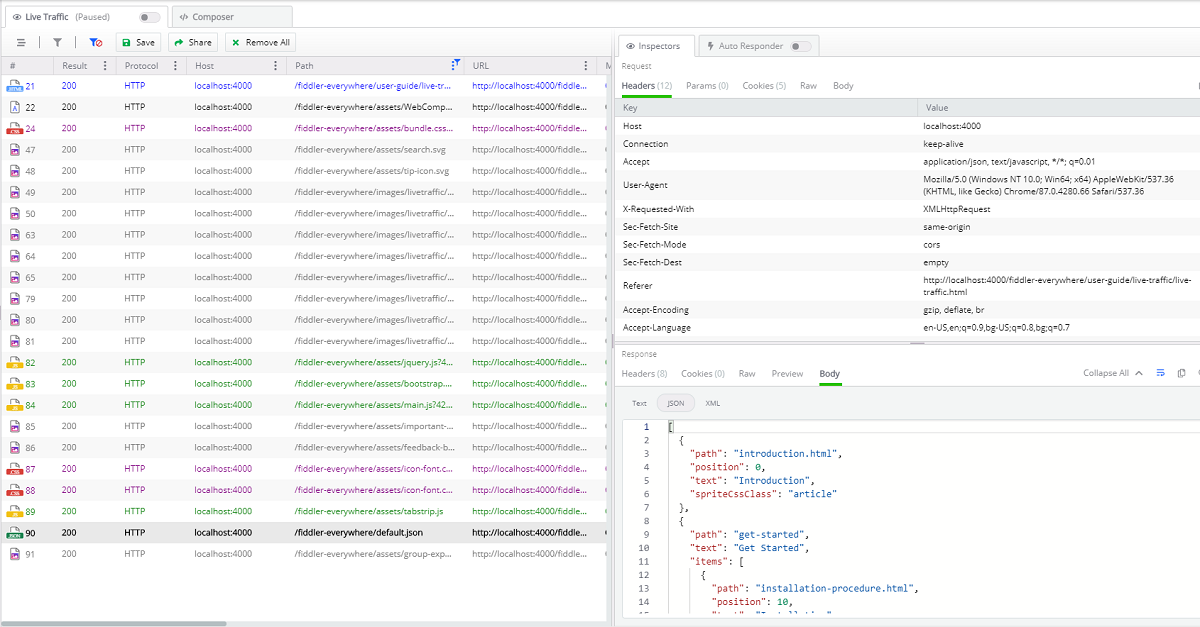 Live Traffic (Paused)
Composer
Save
Share
Remove All
# Result Protocol Host Path URL
21 200 HTTP localhost:4000 /fiddler-everywhere/user-guide/live-tr... http://localhost:4000/fiddle...
22 200 HTTP localhost:4000 /fiddler-everywhere/assets/WebComp... http://localhost:4000/fiddle...
24 200 HTTP localhost:4000 /fiddler-everywhere/assets/bundle.css... http://localhost:4000/fiddle...
47 200 HTTP localhost:4000 /fiddler-everywhere/assets/search.svg http://localhost:4000/fiddle...
48 200 HTTP localhost:4000 /fiddler-everywhere/assets/tip-icon.svg http://localhost:4000/fiddle...
49 200 HTTP localhost:4000 /fiddler-everywhere/images/livetraffic/... http://localhost:4000/fiddle...
50 200 HTTP localhost:4000 /fiddler-everywhere/images/livetraffic/... http://localhost:4000/fiddle...
63 200 HTTP localhost:4000 /fiddler-everywhere/images/livetraffic/... http://localhost:4000/fiddle...
64 200 HTTP localhost:4000 /fiddler-everywhere/images/livetraffic/... http://localhost:4000/fiddle...
65 200 HTTP localhost:4000 /fiddler-everywhere/images/livetraffic/... http://localhost:4000/fiddle...
79 200 HTTP localhost:4000 /fiddler-everywhere/images/livetraffic/... http://localhost:4000/fiddle...
80 200 HTTP localhost:4000 /fiddler-everywhere/images/livetraffic/... http://localhost:4000/fiddle...
81 200 HTTP localhost:4000 /fiddler-everywhere/images/livetraffic/... http://localhost:4000/fiddle...
82 200 HTTP localhost:4000 /fiddler-everywhere/assets/jquery.js?4... http://localhost:4000/fiddle...
83 200 HTTP localhost:4000 /fiddler-everywhere/assets/bootstrap.... http://localhost:4000/fiddle...
84 200 HTTP localhost:4000 /fiddler-everywhere/assets/main.js?42... http://localhost:4000/fiddle...
85 200 HTTP localhost:4000 /fiddler-everywhere/assets/important-... http://localhost:4000/fiddle...
86 200 HTTP localhost:4000 /fiddler-everywhere/assets/feedback-b... http://localhost:4000/fiddle...
87 200 HTTP localhost:4000 /fiddler-everywhere/assets/icon-font.c... http://localhost:4000/fiddle...
88 200 HTTP localhost:4000 /fiddler-everywhere/assets/icon-font.c... http://localhost:4000/fiddle...
89 200 HTTP localhost:4000 /fiddler-everywhere/assets/tabstrip.js http://localhost:4000/fiddle...
90 200 HTTP localhost:4000 /fiddler-everywhere/default.json http://localhost:4000/fiddle...
91 200 HTTP localhost:4000 /fiddler-everywhere/assets/group-exp... http://localhost:4000/fiddle...
Inspectors
Auto Responder
Request
Headers (12) Params (0) Cookies (5) Raw Body
Key Value
Host localhost:4000
Connection keep-alive
Accept application/json, text/javascript, */*; q=0.01
User-Agent Mozilla/5.0 (Windows NT 10.0; Win64; x64) AppleWebKit/537.36
(KHTML, like Gecko) Chrome/87.0.4280.66 Safari/537.36
X-Requested-With XMLHttpRequest
Sec-Fetch-Site same-origin
Sec-Fetch-Mode cors
Sec-Fetch-Dest empty
Referer http://localhost:4000/fiddler-everywhere/user-guide/live-traffic/live-
traffic.html
Accept-Encoding gzip, deflate, br
Accept-Language en-US,en;q=0.9,bg-US;q=0.8,bg;q=0.7
Response
Headers (8) Cookies (0) Raw Preview Body Collapse All
Text JSON XML
1 [
2 {
3 "path": "introduction.html",
4 "position": 0,
5 "text": "Introduction",
6 "spriteCssClass": "article"
7 },
8 {
9 "path": "get-started",
10 "text": "Get Started",
11 "items": [
12 {
13 "path": "installation-procedure.html",
14 "position": 10,